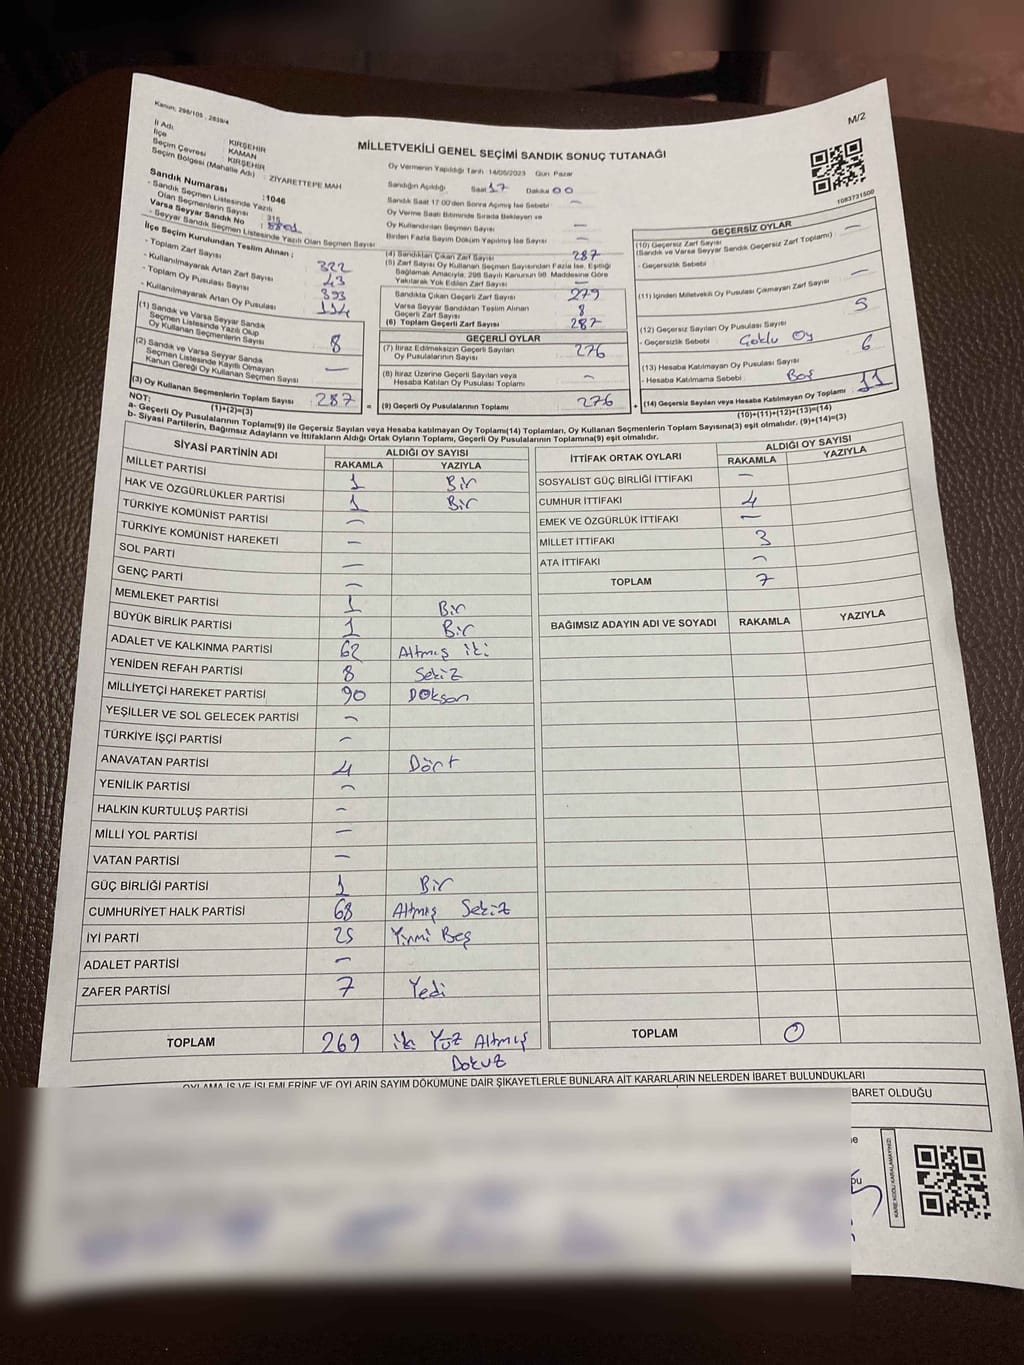 Kanun: 298/105 , 2839/4
M/2
MİLLETVEKİLİ GENEL SEÇİMİ SANDIK SONUÇ TUTANAĞI
İl Adı : KIRŞEHİR
İlçe : KAMAN
Seçim Çevresi : KIRŞEHİR
Seçim Bölgesi (Mahalle Adı) : ZİYARETTEPE MAH
Sandık Numarası : 1046
- Sandık Seçmen Listesinde Yazılı Olan Seçmenlerin Sayısı : 315
Varsa Seyyar Sandık No :
- Seyyar Sandık Seçmen Listesinde Yazılı Olan Seçmen Sayısı
İlçe Seçim Kurulundan Teslim Alınan ;
- Toplam Zarf Sayısı 322
- Kullanılmayarak Artan Zarf Sayısı 43
- Toplam Oy Pusulası Sayısı 393
- Kullanılmayarak Artan Oy Pusulası 114
(1) Sandık ve Varsa Seyyar Sandık Seçmen Listesinde Yazılı Olup Oy Kullanan Seçmenlerin Sayısı 8
(2) Sandık ve Varsa Seyyar Sandık Seçmen Listesinde Kayıtlı Olmayan Kanun Gereği Oy Kullanan Seçmen Sayısı —
(3) Oy Kullanan Seçmenlerin Toplam Sayısı 287
(1)+(2)=(3)
Oy Vermenin Yapıldığı Tarih: 14/05/2023 Gün: Pazar
Sandığın Açıldığı Saat 17 Dakika 00
Sandık Saat 17:00'den Sonra Açılmış İse Sebebi —
Oy Verme Saati Bitiminde Sırada Bekleyen ve Oy Kullandırılan Seçmen Sayısı —
Birden Fazla Sayım Döküm Yapılmış İse Sayısı —
(4) Sandıktan Çıkan Zarf Sayısı 287
(5) Zarf Sayısı Oy Kullanan Seçmen Sayısından Fazla İse, Eşitliği Sağlamak Amacıyla, 298 Sayılı Kanunun 98. Maddesine Göre Yakılarak Yok Edilen Zarf Sayısı —
Sandıkta Çıkan Geçerli Zarf Sayısı 279
Varsa Seyyar Sandıktan Teslim Alınan Geçerli Zarf Sayısı 8
(6) Toplam Geçerli Zarf Sayısı 287
GEÇERLİ OYLAR
(7) İtiraz Edilmeksizin Geçerli Sayılan Oy Pusulalarının Sayısı 276
(8) İtiraz Üzerine Geçerli Sayılan veya Hesaba Katılan Oy Pusulası Toplamı —
= (9) Geçerli Oy Pusulalarının Toplamı 276
1083731500
GEÇERSİZ OYLAR
(10) Geçersiz Zarf Sayısı
(Sandık ve Varsa Seyyar Sandık Geçersiz Zarf Toplamı) : —
- Geçersizlik Sebebi
(11) İçinden Milletvekili Oy Pusulası Çıkmayan Zarf Sayısı —
(12) Geçersiz Sayılan Oy Pusulası Sayısı 5
- Geçersizlik Sebebi : Çoklu Oy
(13) Hesaba Katılmayan Oy Pusulası Sayısı 6
- Hesaba Katılmama Sebebi : Boş
+ (14) Geçersiz Sayılan veya Hesaba Katılmayan Oy Toplamı 11
(10)+(11)+(12)+(13)=(14)
NOT:
a- Geçerli Oy Pusulalarının Toplamı(9) ile Geçersiz Sayılan veya Hesaba katılmayan Oy Toplam(14) Toplamları, Oy Kullanan Seçmenlerin Toplam Sayısına(3) eşit olmalıdır. (9)+(14)=(3)
b- Siyasi Partilerin, Bağımsız Adayların ve İttifakların Aldığı Ortak Oyların Toplamı, Geçerli Oy Pusulalarının Toplamına(9) eşit olmalıdır.
SİYASİ PARTİNİN ADI ALDIĞI OY SAYISI
RAKAMLA YAZIYLA
MİLLET PARTİSİ 1 Bir
HAK VE ÖZGÜRLÜKLER PARTİSİ 1 Bir
TÜRKİYE KOMÜNİST PARTİSİ —
TÜRKİYE KOMÜNİST HAREKETİ —
SOL PARTİ —
GENÇ PARTİ —
MEMLEKET PARTİSİ 1 Bir
BÜYÜK BİRLİK PARTİSİ 1 Bir
ADALET VE KALKINMA PARTİSİ 62 Altmış iki
YENİDEN REFAH PARTİSİ 8 Sekiz
MİLLİYETÇİ HAREKET PARTİSİ 90 Doksan
YEŞİLLER VE SOL GELECEK PARTİSİ —
TÜRKİYE İŞÇİ PARTİSİ —
ANAVATAN PARTİSİ 4 Dört
YENİLİK PARTİSİ —
HALKIN KURTULUŞ PARTİSİ —
MİLLİ YOL PARTİSİ —
VATAN PARTİSİ —
GÜÇ BİRLİĞİ PARTİSİ 1 Bir
CUMHURİYET HALK PARTİSİ 68 Altmış Sekiz
İYİ PARTİ 25 Yirmi Beş
ADALET PARTİSİ —
ZAFER PARTİSİ 7 Yedi
TOPLAM 269 iki Yüz Altmış Dokuz
İTTİFAK ORTAK OYLARI ALDIĞI OY SAYISI
RAKAMLA YAZIYLA
SOSYALİST GÜÇ BİRLİĞİ İTTİFAKI —
CUMHUR İTTİFAKI 4
EMEK VE ÖZGÜRLÜK İTTİFAKI —
MİLLET İTTİFAKI 3
ATA İTTİFAKI —
TOPLAM 7
BAĞIMSIZ ADAYIN ADI VE SOYADI RAKAMLA YAZIYLA
TOPLAM 0
OYLAMA İŞ VE İŞLEMLERİNE VE OYLARIN SAYIM DÖKÜMÜNE DAİR ŞİKAYETLERLE BUNLARA AİT KARARLARIN NELERDEN İBARET BULUNDUKLARI
BARET OLDUĞU
KARE KODU KARALAMAYINIZ!